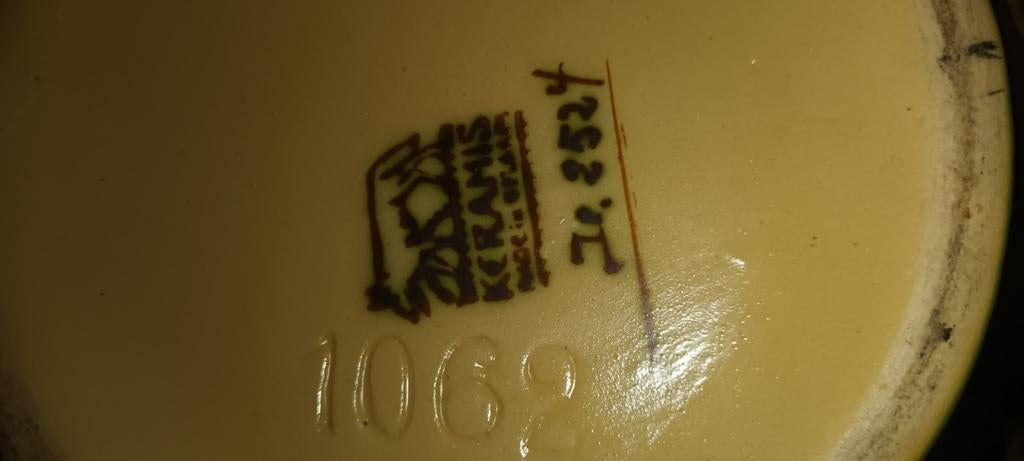 K
KERAMIS
MADE IN BELGIUM
D. 2524
1062